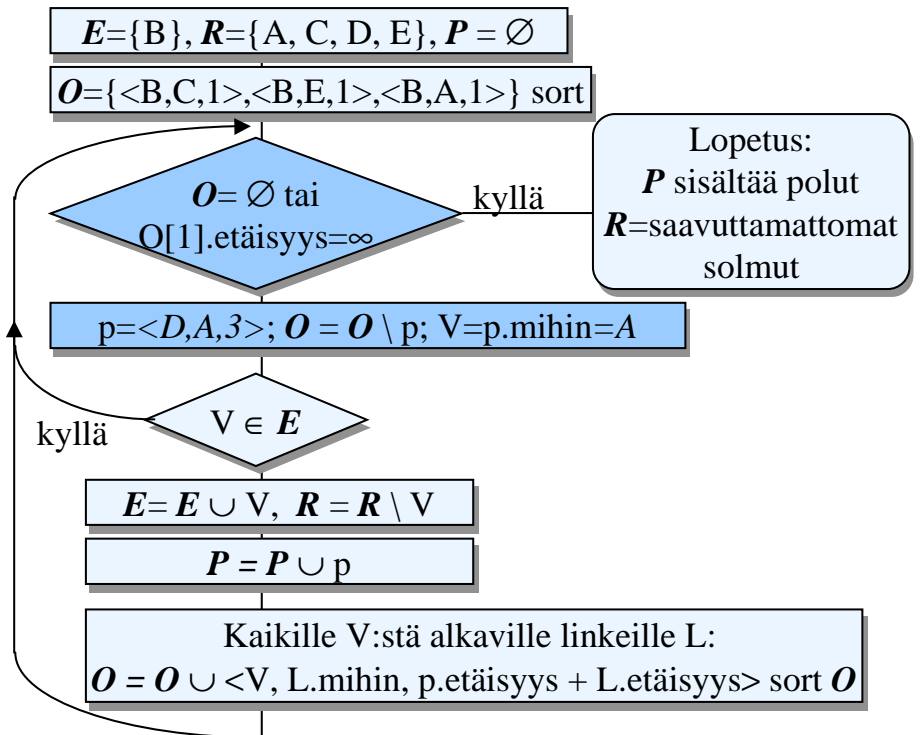 E={B}, R={A, C, D, E}, P = ∅
O={<B,C,1>,<B,E,1>,<B,A,1>} sort
O= ∅ tai
O[1].etäisyys=∞
kyllä
Lopetus:
P sisältää polut
R=saavuttamattomat
solmut
p=<D,A,3>; O = O \ p; V=p.mihin=A
V ∈ E
kyllä
E= E ∪ V, R = R \ V
P = P ∪ p
Kaikille V:stä alkaville linkeille L:
O = O ∪ <V, L.mihin, p.etäisyys + L.etäisyys> sort O